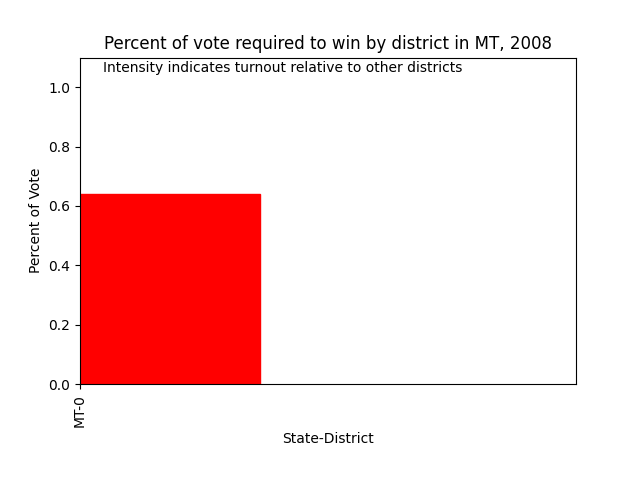 Percent of vote required to win by district in MT, 2008
Intensity indicates turnout relative to other districts
1.0
0.8
0.6
0.4
0.2
0.0
Percent of Vote
MT-0
State-District